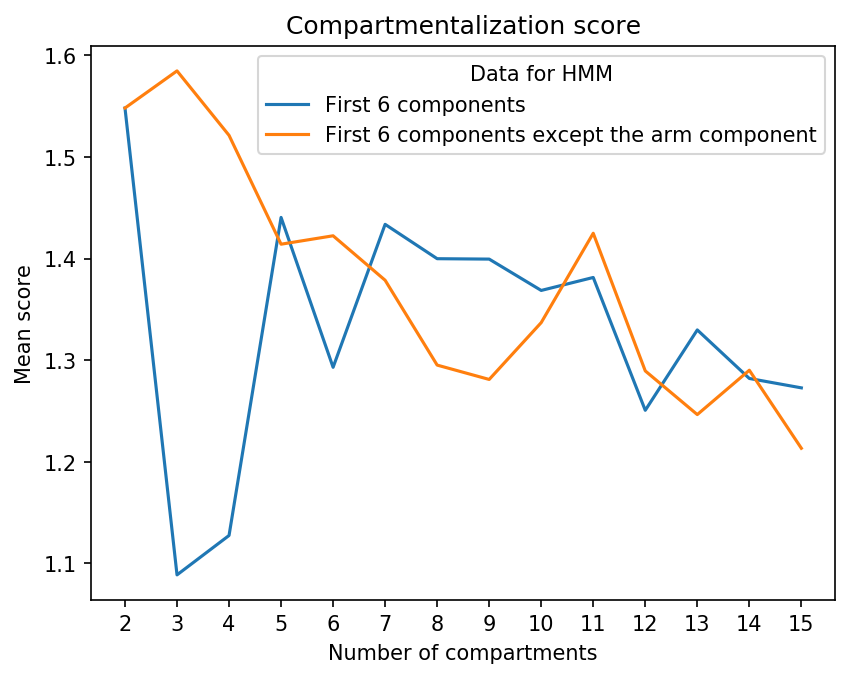 Compartmentalization score
Data for HMM
First 6 components
First 6 components except the arm component
Mean score
1.6
1.5
1.4
1.3
1.2
1.1
2 3 4 5 6 7 8 9 10 11 12 13 14 15
Number of compartments